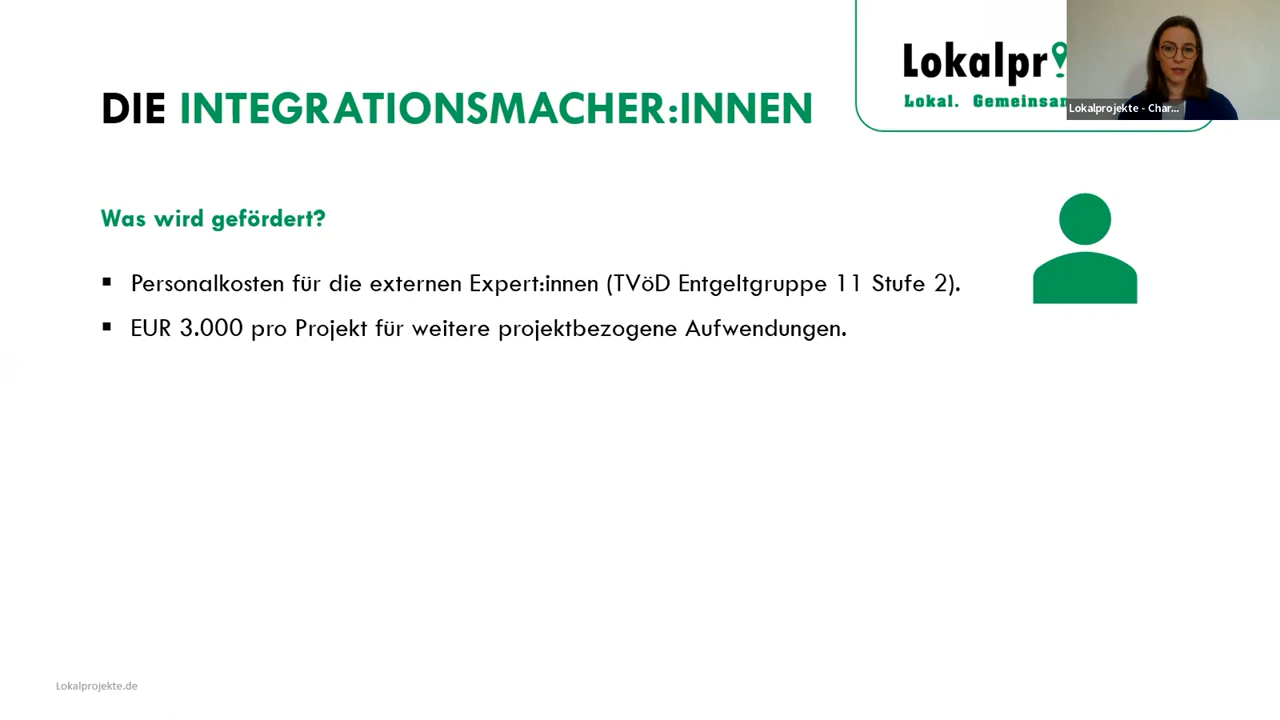 Lokalpr
Lokal. Gemeinsam
Lokalprojekte - Char...
DIE INTEGRATIONSMACHER:INNEN
Was wird gefördert?
▪ Personalkosten für die externen Expert:innen (TVöD Entgeltgruppe 11 Stufe 2).
▪ EUR 3.000 pro Projekt für weitere projektbezogene Aufwendungen.
Lokalprojekte.de